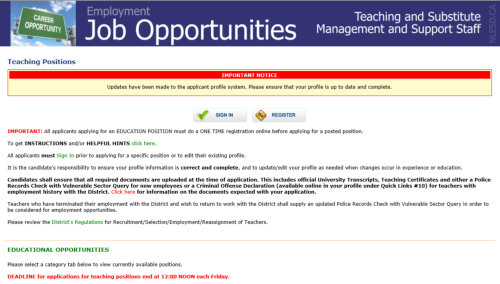 CAREER
OPPORTUNITY
Employment
Job Opportunities
Teaching and Substitute
Management and Support Staff
NLESD.CA
Teaching Positions
IMPORTANT NOTICE
Updates have been made to the applicant profile system. Please ensure that your profile is up to date and complete.
SIGN IN
REGISTER
IMPORTANT: All applicants applying for an EDUCATION POSITION must do a ONE TIME registration online before applying for a posted position.
To get INSTRUCTIONS and/or HELPFUL HINTS click here.
All applicants must Sign In prior to applying for a specific position or to edit their existing profile.
It is the candidate's responsibility to ensure your profile information is correct and complete, and to update/edit your profile as needed when changes occur in experience or education.
Candidates shall ensure that all required documents are uploaded at the time of application. This includes official University Transcripts, Teaching Certificates and either a Police
Records Check with Vulnerable Sector Query for new employees or a Criminal Offense Declaration (available online in your profile under Quick Links #10) for teachers with
employment history with the District. Click here for information on the documents expected with your application.
Teachers who have terminated their employment with the District and wish to return to work with the District shall supply an updated Police Records Check with Vulnerable Sector Query in order to
be considered for employment opportunities.
Please review the District's Regulations for Recruitment/Selection/Employment/Reassignment of Teachers.
EDUCATIONAL OPPORTUNITIES
Please select a category tab below to view currently available positions.
DEADLINE for applications for teaching positions end at 12:00 NOON each Friday.